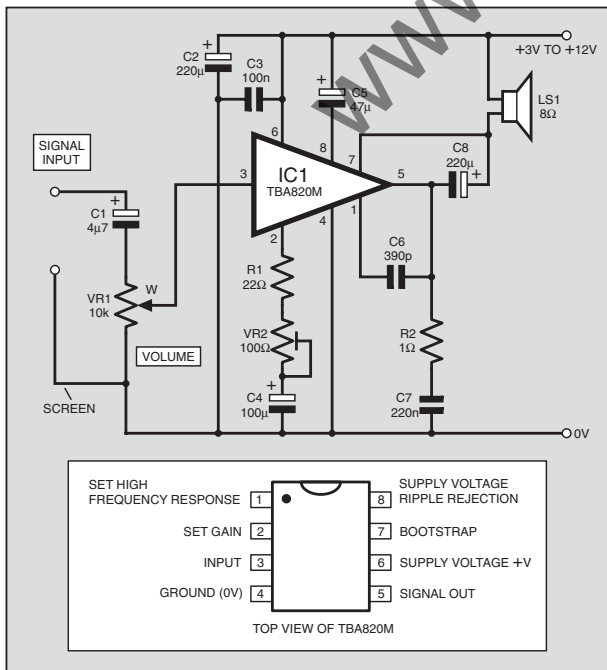 WWW
C2
220µ
+
C3
100n
+3V TO +12V
+
C5
47µ
LS1
8Ω
SIGNAL
INPUT
6
8
7
C8
220µ
+
3
IC1
TBA820M
5
+
C1
4µ7
2
4
1
C6
390p
R1
22Ω
W
VR1
10k
VR2
100Ω
R2
1Ω
VOLUME
+
C4
100µ
C7
220n
SCREEN
0V
SET HIGH
FREQUENCY RESPONSE
1
8
SUPPLY VOLTAGE
RIPPLE REJECTION
SET GAIN
2
7
BOOTSTRAP
INPUT
3
6
SUPPLY VOLTAGE +V
GROUND (0V)
4
5
SIGNAL OUT
TOP VIEW OF TBA820M